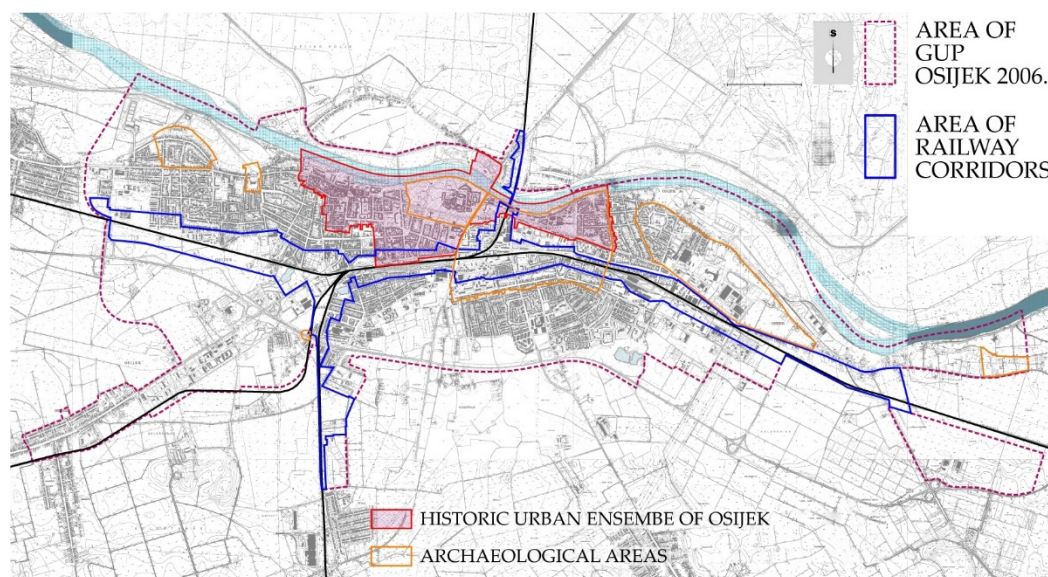 S
AREA OF
GUP
OSIJEK 2006.
AREA OF
RAILWAY
CORRIDORS
HISTORIC URBAN ENSEMBE OF OSIJEK
ARCHAEOLOGICAL AREAS